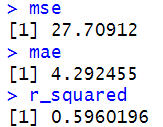 > mse
[1] 27.70912
> mae
[1] 4.292455
> r_squared
[1] 0.5960196